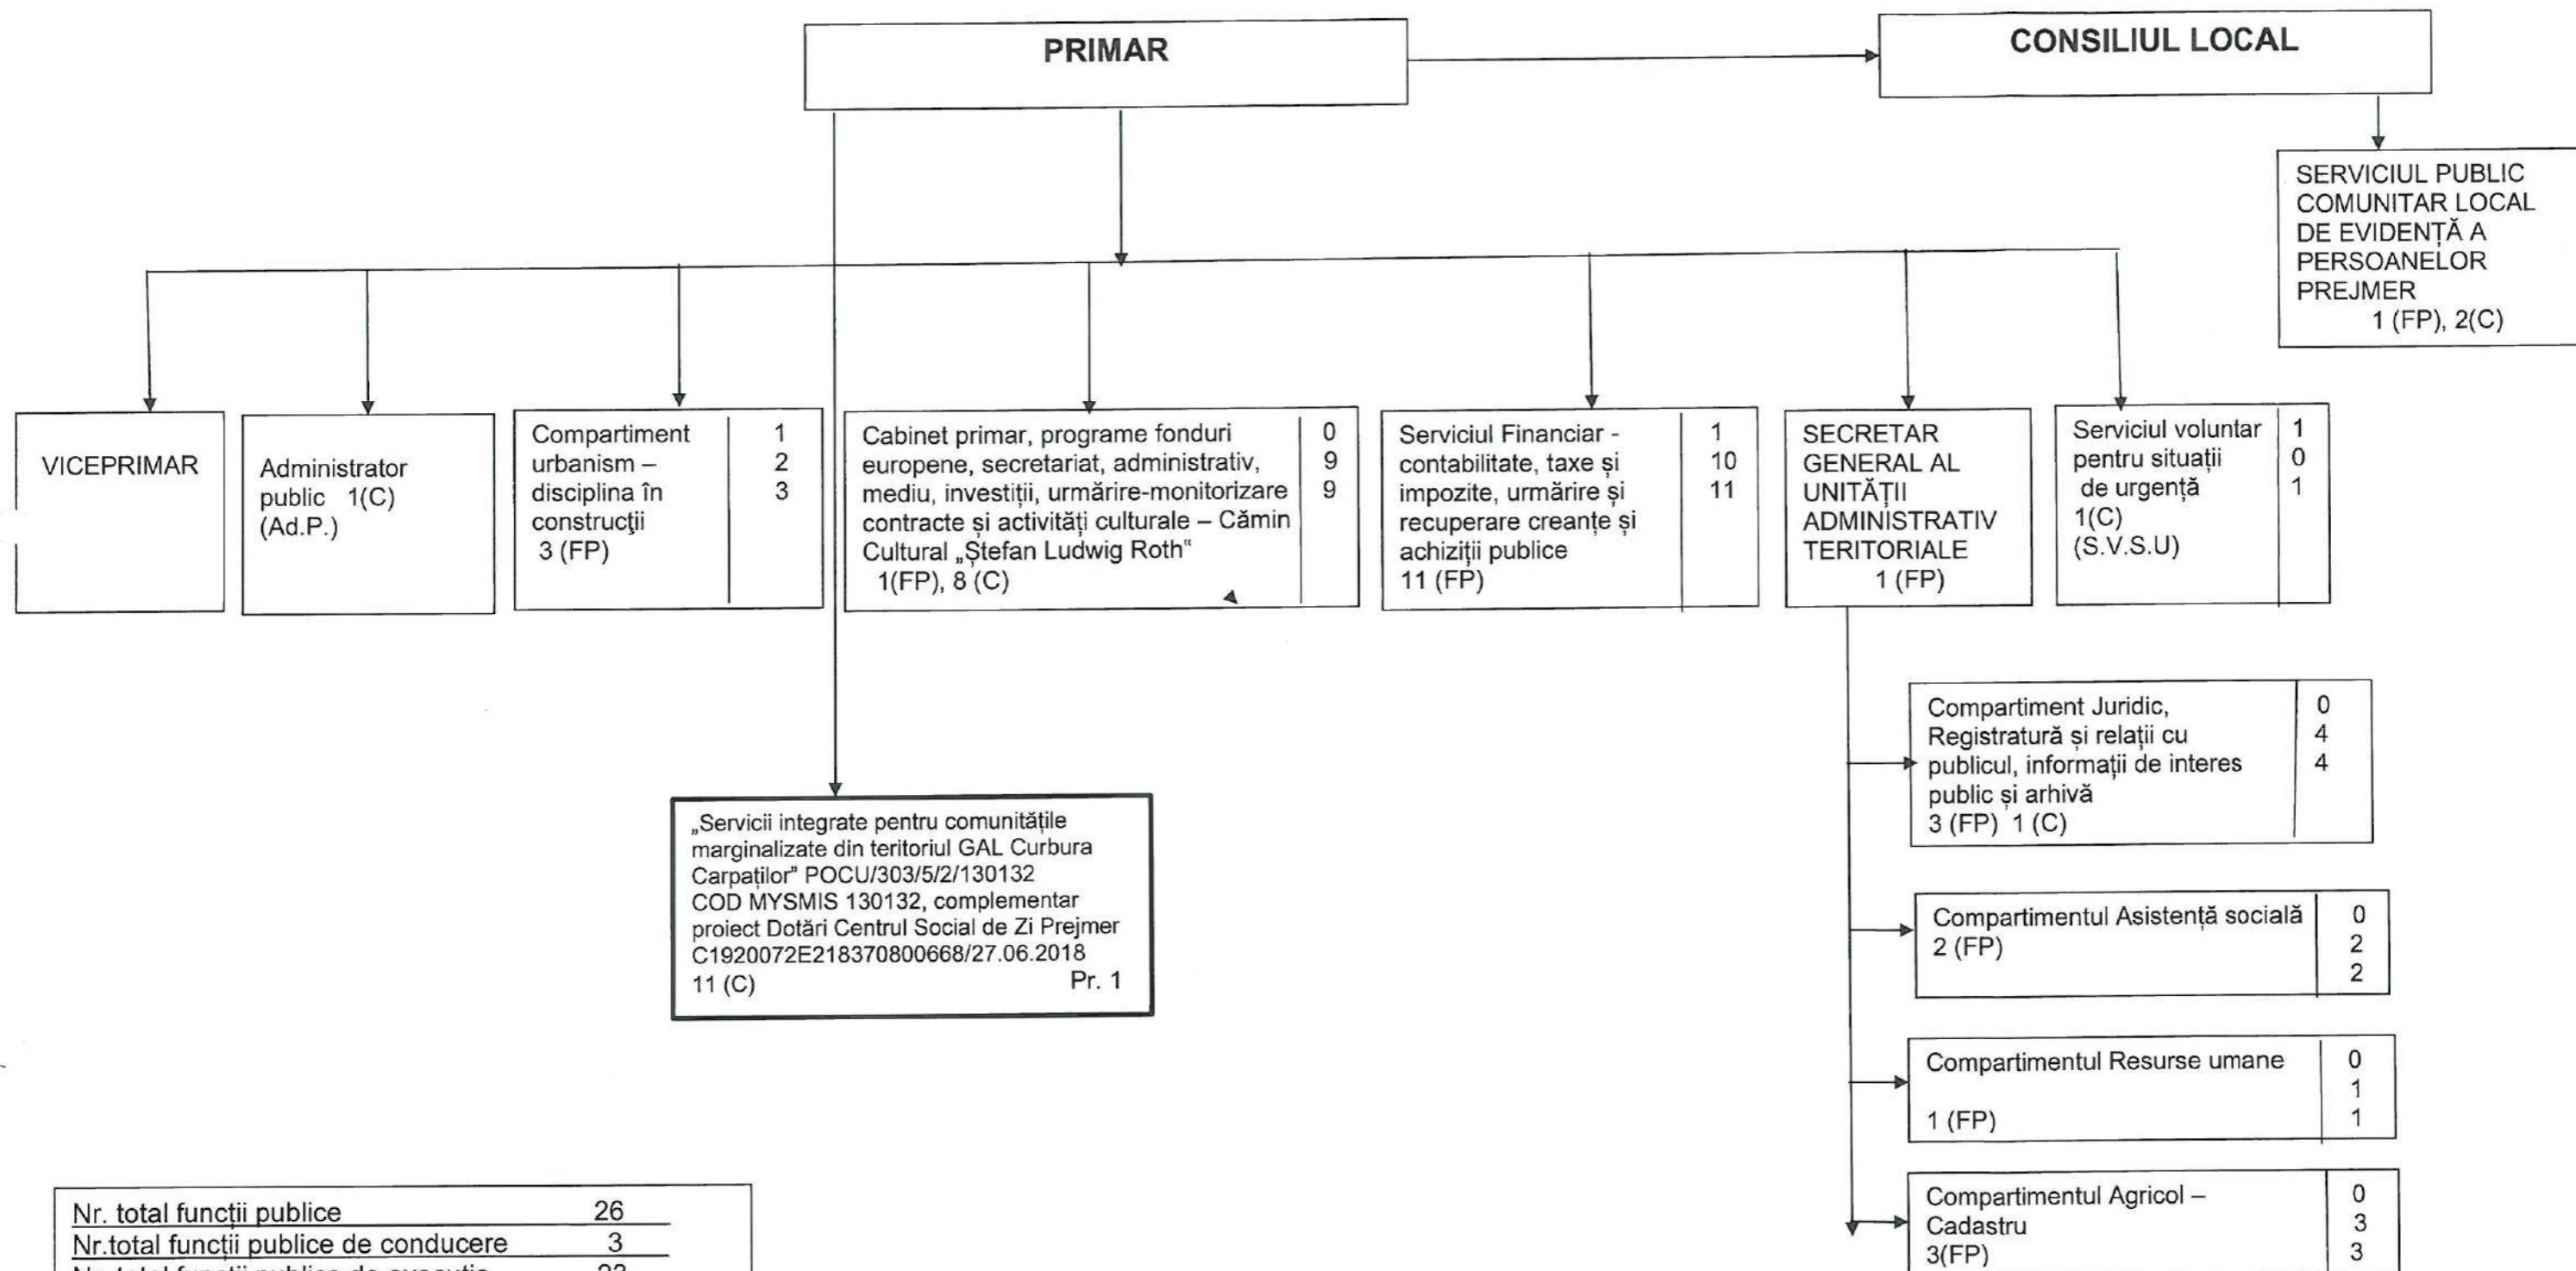 PRIMAR
CONSILIUL LOCAL
SERVICIUL PUBLIC
COMUNITAR LOCAL
DE EVIDENȚĂ A
PERSOANELOR
PREJMER
1 (FP), 2(C)
VICEPRIMAR
Administrator
public 1(C)
(Ad.P.)
Compartiment 1
urbanism – 2
disciplina în 3
construcții
3 (FP)
Cabinet primar, programe fonduri 0
europene, secretariat, administrativ, 9
mediu, investiții, urmărire-monitorizare 9
contracte și activități culturale – Cămin
Cultural „Ștefan Ludwig Roth“
1(FP), 8 (C)
Serviciul Financiar - 1
contabilitate, taxe și 10
impozite, urmărire și 11
recuperare creanțe și
achiziții publice
11 (FP)
SECRETAR
GENERAL AL
UNITĂȚII
ADMINISTRATIV
TERITORIALE
1 (FP)
Serviciul voluntar 1
pentru situații 0
de urgență 1
1(C)
(S.V.S.U)
„Servicii integrate pentru comunitățile
marginalizate din teritoriul GAL Curbura
Carpaților” POCU/303/5/2/130132
COD MYSMIS 130132, complementar
proiect Dotări Centrul Social de Zi Prejmer
C1920072E218370800668/27.06.2018
11 (C) Pr. 1
Compartiment Juridic, 0
Registratură și relații cu 4
publicul, informații de interes 4
public și arhivă
3 (FP) 1 (C)
Compartimentul Asistență socială 0
2 (FP) 2
2
Compartimentul Resurse umane 0
1
1 (FP) 1
Compartimentul Agricol – 0
Cadastru 3
3(FP) 3
Nr. total funcții publice 26
Nr.total funcții publice de conducere 3